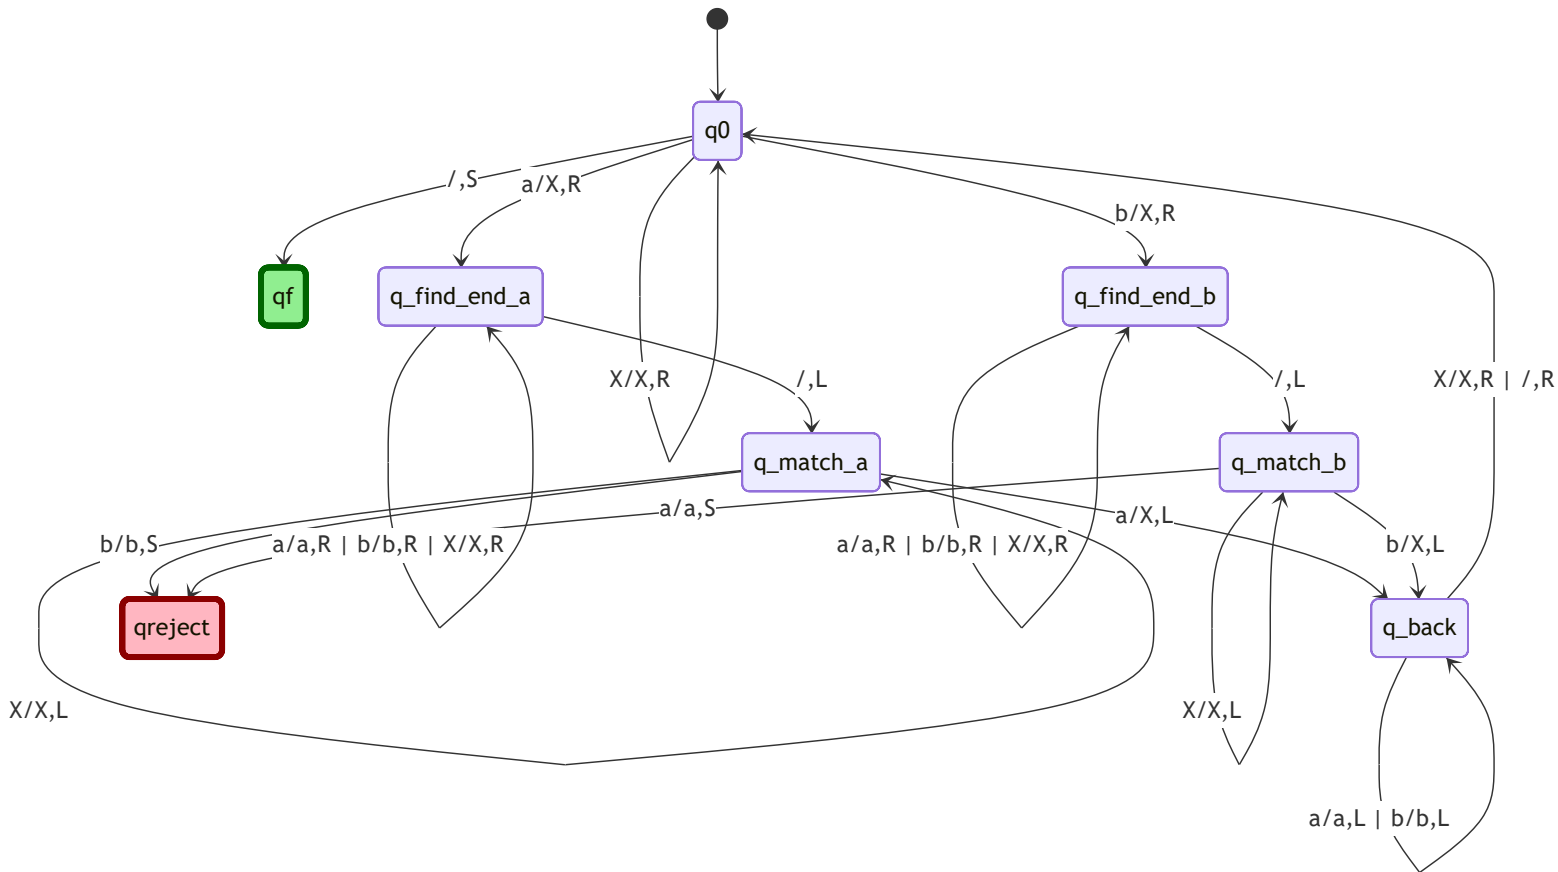 q0
/,S
a/X,R
b/X,R
qf
q_find_end_a
q_find_end_b
X/X,R
/,L
/,L
X/X,R | /,R
q_match_a
q_match_b
a/a,S
a/X,L
b/b,S
a/a,R | b/b,R | X/X,R
a/a,R | b/b,R | X/X,R
b/X,L
qreject
q_back
X/X,L
X/X,L
a/a,L | b/b,L